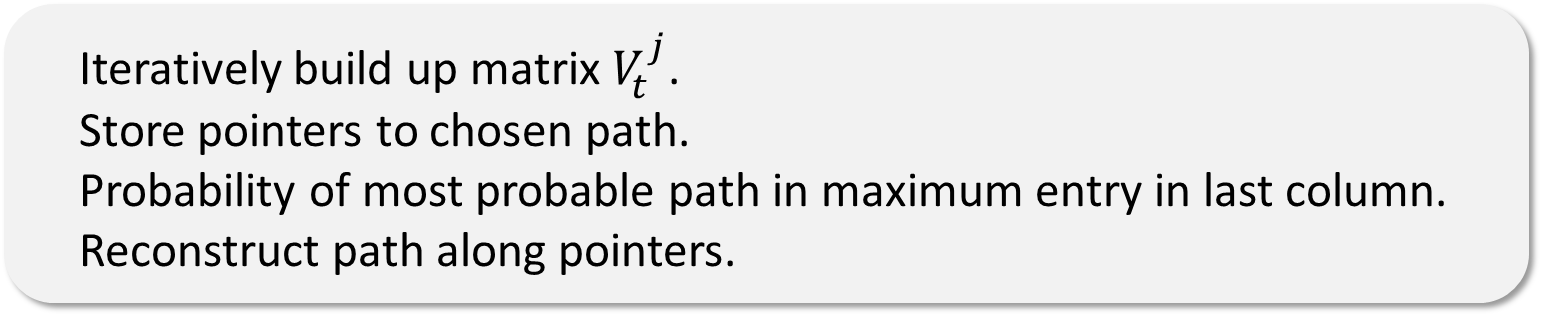 Iteratively build up matrix $V_t^j$.
Store pointers to chosen path.
Probability of most probable path in maximum entry in last column.
Reconstruct path along pointers.